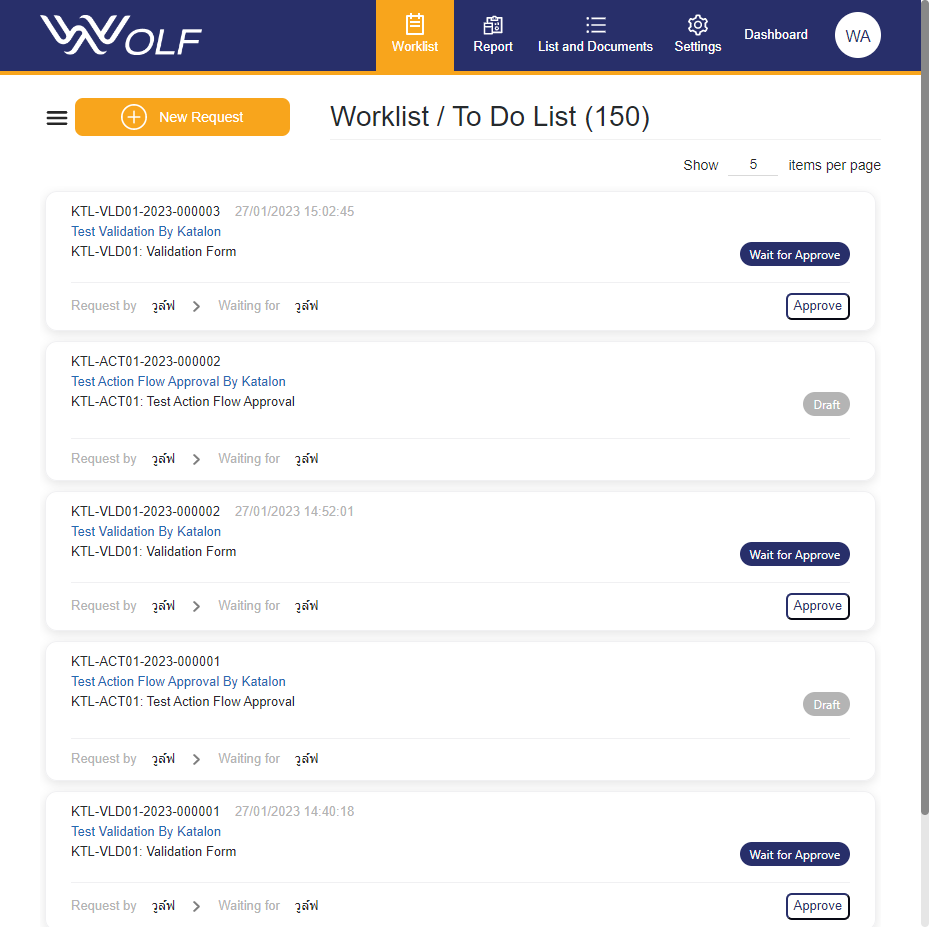 WOLF
Worklist
Report
List and Documents
Settings
Dashboard
WA
New Request
Worklist / To Do List (150)
Show 5 items per page
KTL-VLD01-2023-000003 27/01/2023 15:02:45
Test Validation By Katalon
KTL-VLD01: Validation Form
Wait for Approve
Request by วูล์ฟ Waiting for วูล์ฟ
Approve
KTL-ACT01-2023-000002
Test Action Flow Approval By Katalon
KTL-ACT01: Test Action Flow Approval
Draft
Request by วูล์ฟ Waiting for วูล์ฟ
KTL-VLD01-2023-000002 27/01/2023 14:52:01
Test Validation By Katalon
KTL-VLD01: Validation Form
Wait for Approve
Request by วูล์ฟ Waiting for วูล์ฟ
Approve
KTL-ACT01-2023-000001
Test Action Flow Approval By Katalon
KTL-ACT01: Test Action Flow Approval
Draft
Request by วูล์ฟ Waiting for วูล์ฟ
KTL-VLD01-2023-000001 27/01/2023 14:40:18
Test Validation By Katalon
KTL-VLD01: Validation Form
Wait for Approve
Request by วูล์ฟ Waiting for วูล์ฟ
Approve